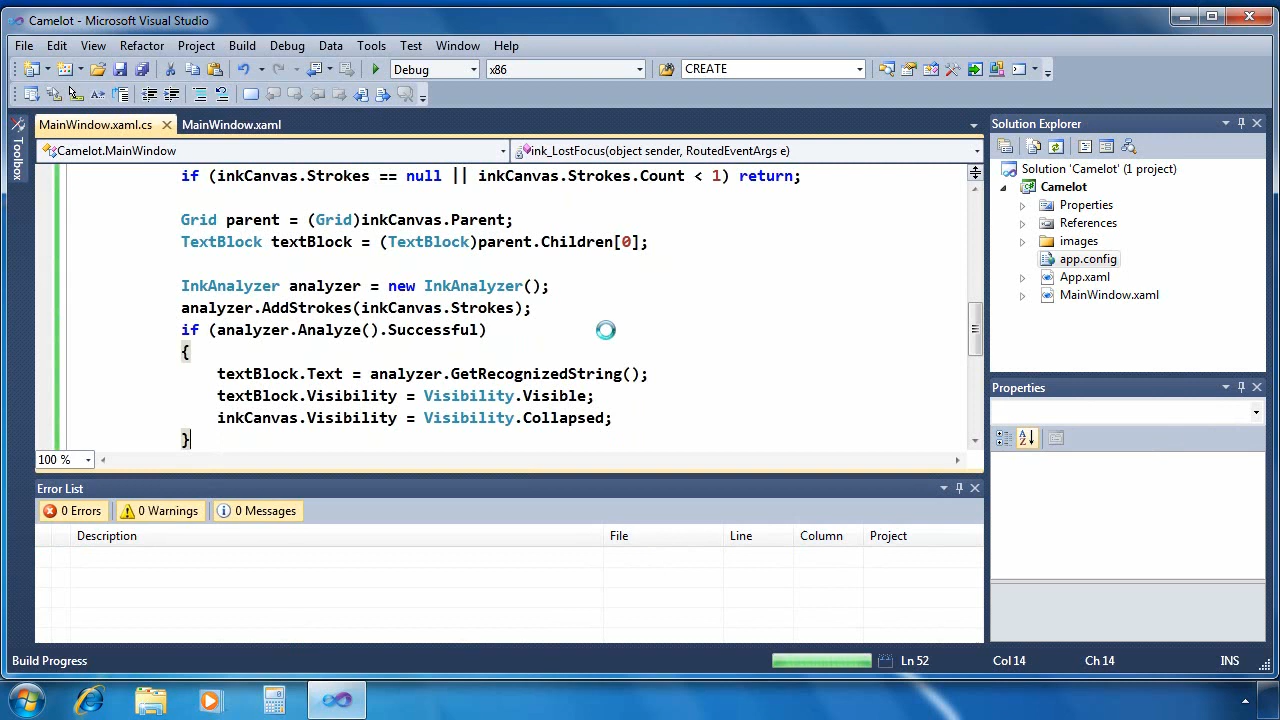 Camelot - Microsoft Visual Studio
File Edit View Refactor Project Build Debug Data Tools Test Window Help
Debug x86 CREATE
MainWindow.xaml.cs MainWindow.xaml
Camelot.MainWindow ink_LostFocus(object sender, RoutedEventArgs e)
Toolbox
if (inkCanvas.Strokes == null || inkCanvas.Strokes.Count < 1) return;
Grid parent = (Grid)inkCanvas.Parent;
TextBlock textBlock = (TextBlock)parent.Children[0];
InkAnalyzer analyzer = new InkAnalyzer();
analyzer.AddStrokes(inkCanvas.Strokes);
if (analyzer.Analyze().Successful)
{
textBlock.Text = analyzer.GetRecognizedString();
textBlock.Visibility = Visibility.Visible;
inkCanvas.Visibility = Visibility.Collapsed;
}
100 %
Solution Explorer
Solution 'Camelot' (1 project)
Camelot
Properties
References
images
app.config
App.xaml
MainWindow.xaml
Properties
Error List
0 Errors 0 Warnings 0 Messages
Description File Line Column Project
Build Progress Ln 52 Col 14 Ch 14 INS